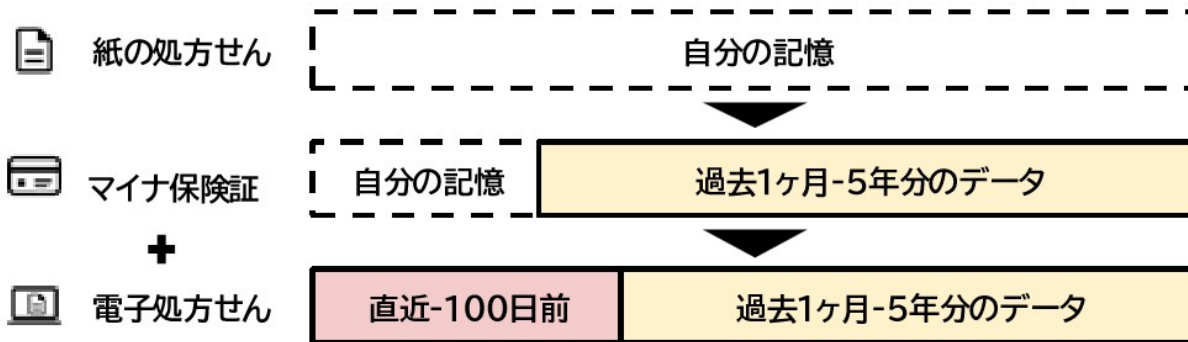 紙の処方せん
自分の記憶
マイナ保険証
自分の記憶
過去1ヶ月-5年分のデータ
+
電子処方せん
直近-100日前
過去1ヶ月-5年分のデータ